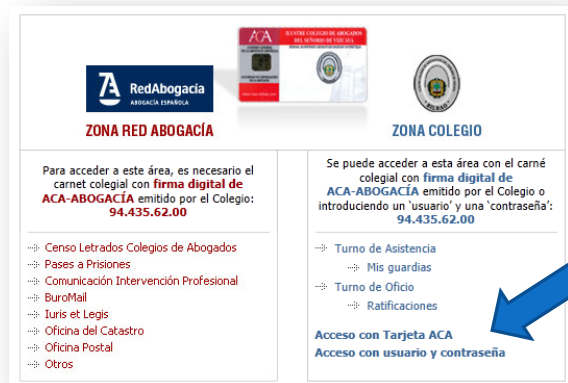 ACA
ILUSTRE COLEGIO DE ABOGADOS
DEL SEÑORIO DE VIZCAYA
RedAbogacía
ABOGACÍA ESPAÑOLA
BILBAO
ZONA RED ABOGACÍA
ZONA COLEGIO
Para acceder a este área, es necesario el
carnet colegial con firma digital de
ACA-ABOGACÍA emitido por el Colegio:
94.435.62.00
Censo Letrados Colegios de Abogados
Pases a Prisiones
Comunicación Intervención Profesional
BuroMail
Iuris et Legis
Oficina del Catastro
Oficina Postal
Otros
Se puede acceder a esta área con el carné
colegial con firma digital de
ACA-ABOGACÍA emitido por el Colegio o
introduciendo un 'usuario' y una 'contraseña':
94.435.62.00
Turno de Asistencia
Mis guardias
Turno de Oficio
Ratificaciones
Acceso con Tarjeta ACA
Acceso con usuario y contraseña